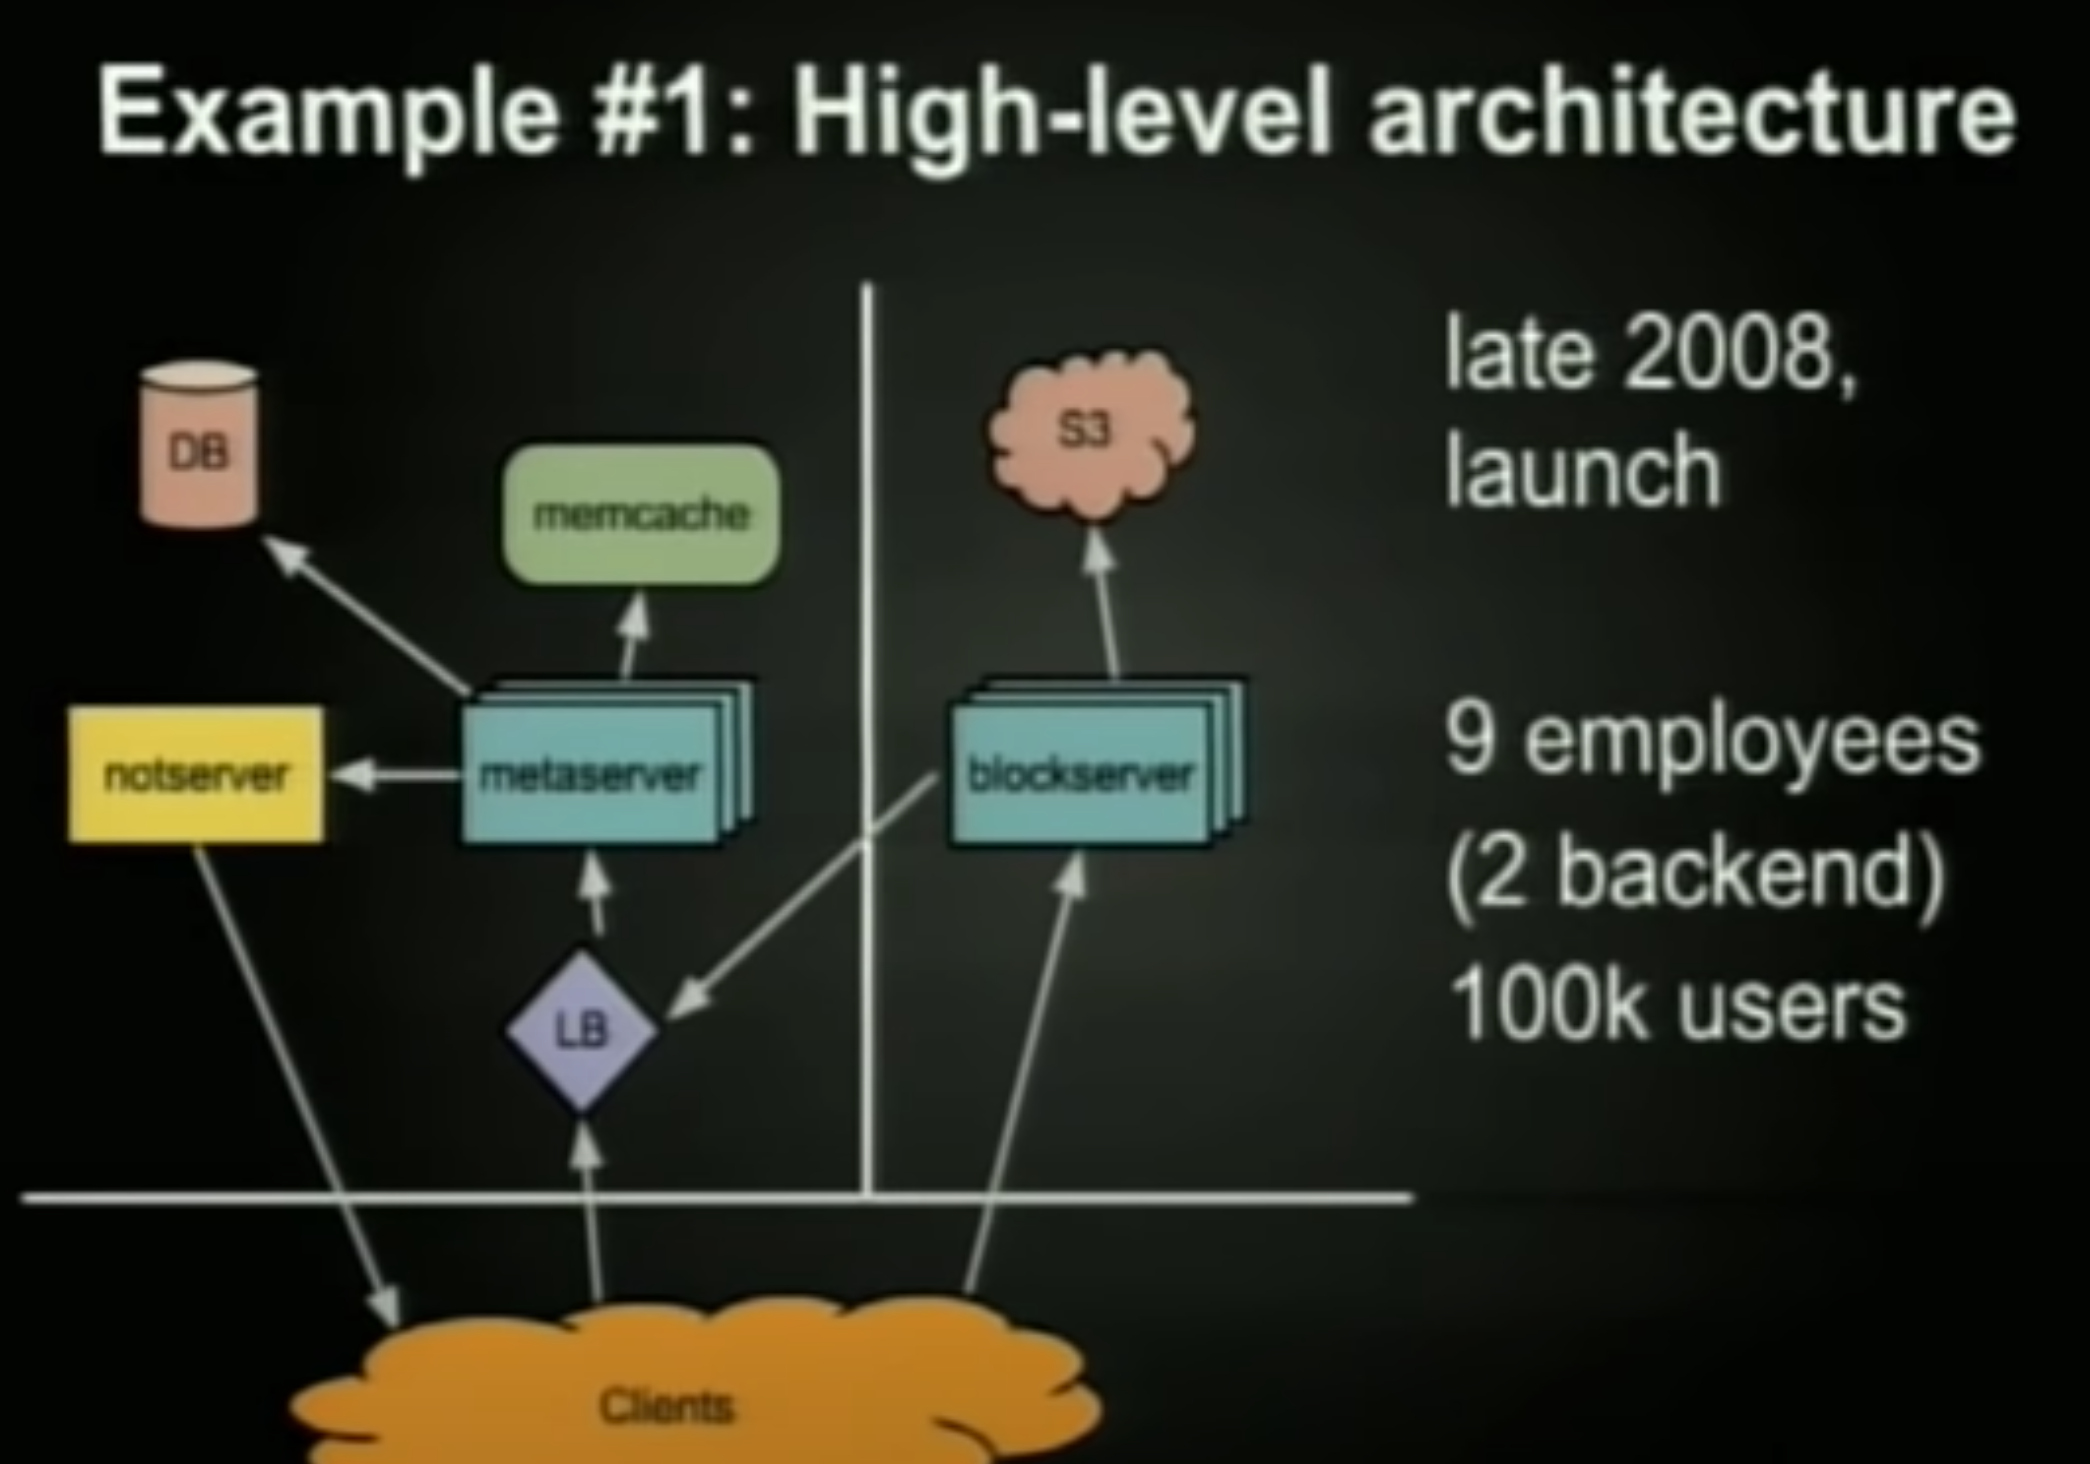 Example #1: High-level architecture
DB
memcache
S3
late 2008,
launch
notserver
metaserver
blockserver
9 employees
(2 backend)
100k users
LB
Clients